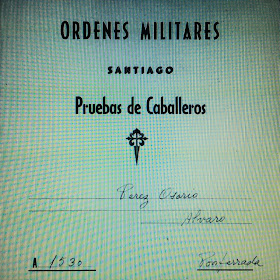 ORDENES MILITARES
SANTIAGO
Pruebas de Caballeros
Perez Osorio
Alvaro
A 1530 Ponferrada